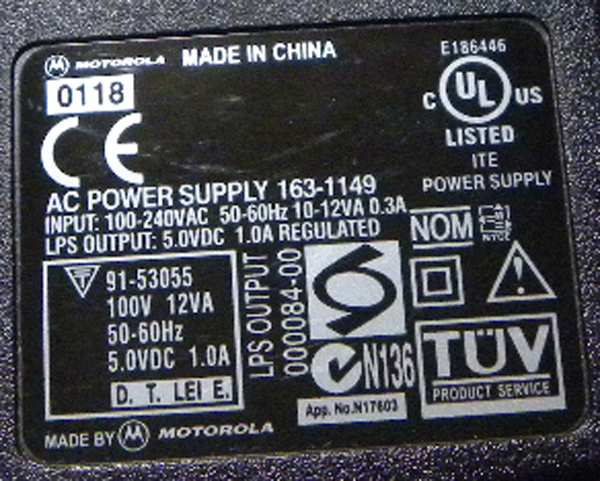 MOTOROLA MADE IN CHINA
0118
CE
E186446
C UL US
LISTED
ITE
POWER SUPPLY
AC POWER SUPPLY 163-1149
INPUT: 100-240VAC 50-60Hz 10-12VA 0.3A
LPS OUTPUT: 5.0VDC 1.0A REGULATED
NOM
T 91-53055
100V 12VA
50-60Hz
5.0VDC 1.0A
D. T. LEI E.
LPS OUTPUT
000084-00
N136
App. No.N17603
TÜV
PRODUCT SERVICE
MADE BY MOTOROLA